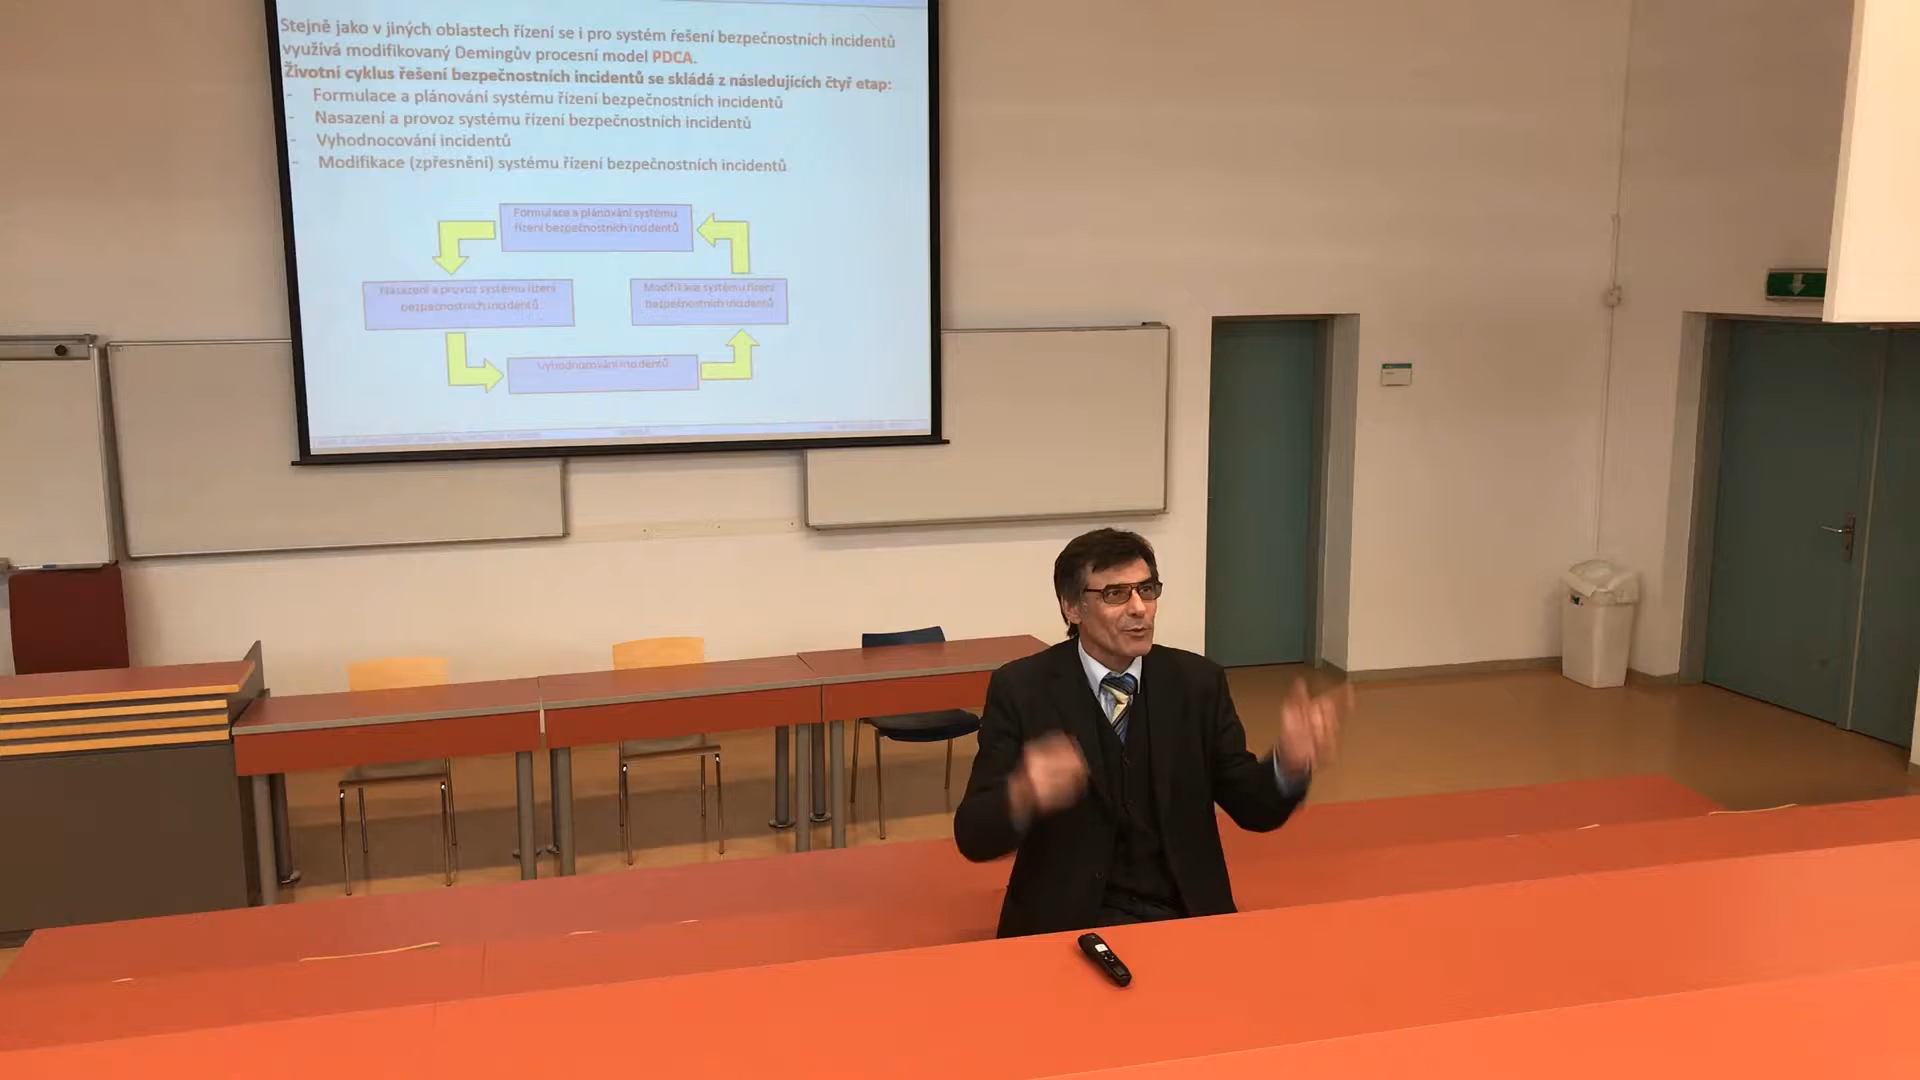 Stejně jako v jiných oblastech řízení se i pro systém řešení bezpečnostních incidentů
využívá modifikovaný Demingův procesní model PDCA.
Životní cyklus řešení bezpečnostních incidentů se skládá z následujících čtyř etap:
- Formulace a plánování systému řízení bezpečnostních incidentů
- Nasazení a provoz systému řízení bezpečnostních incidentů
- Vyhodnocování incidentů
- Modifikace (zpřesnění) systému řízení bezpečnostních incidentů
Formulace a plánování systému
řízení bezpečnostních incidentů
Nasazení a provoz systému řízení
bezpečnostních incidentů
Modifikace systému řízení
bezpečnostních incidentů
Vyhodnocování incidentů